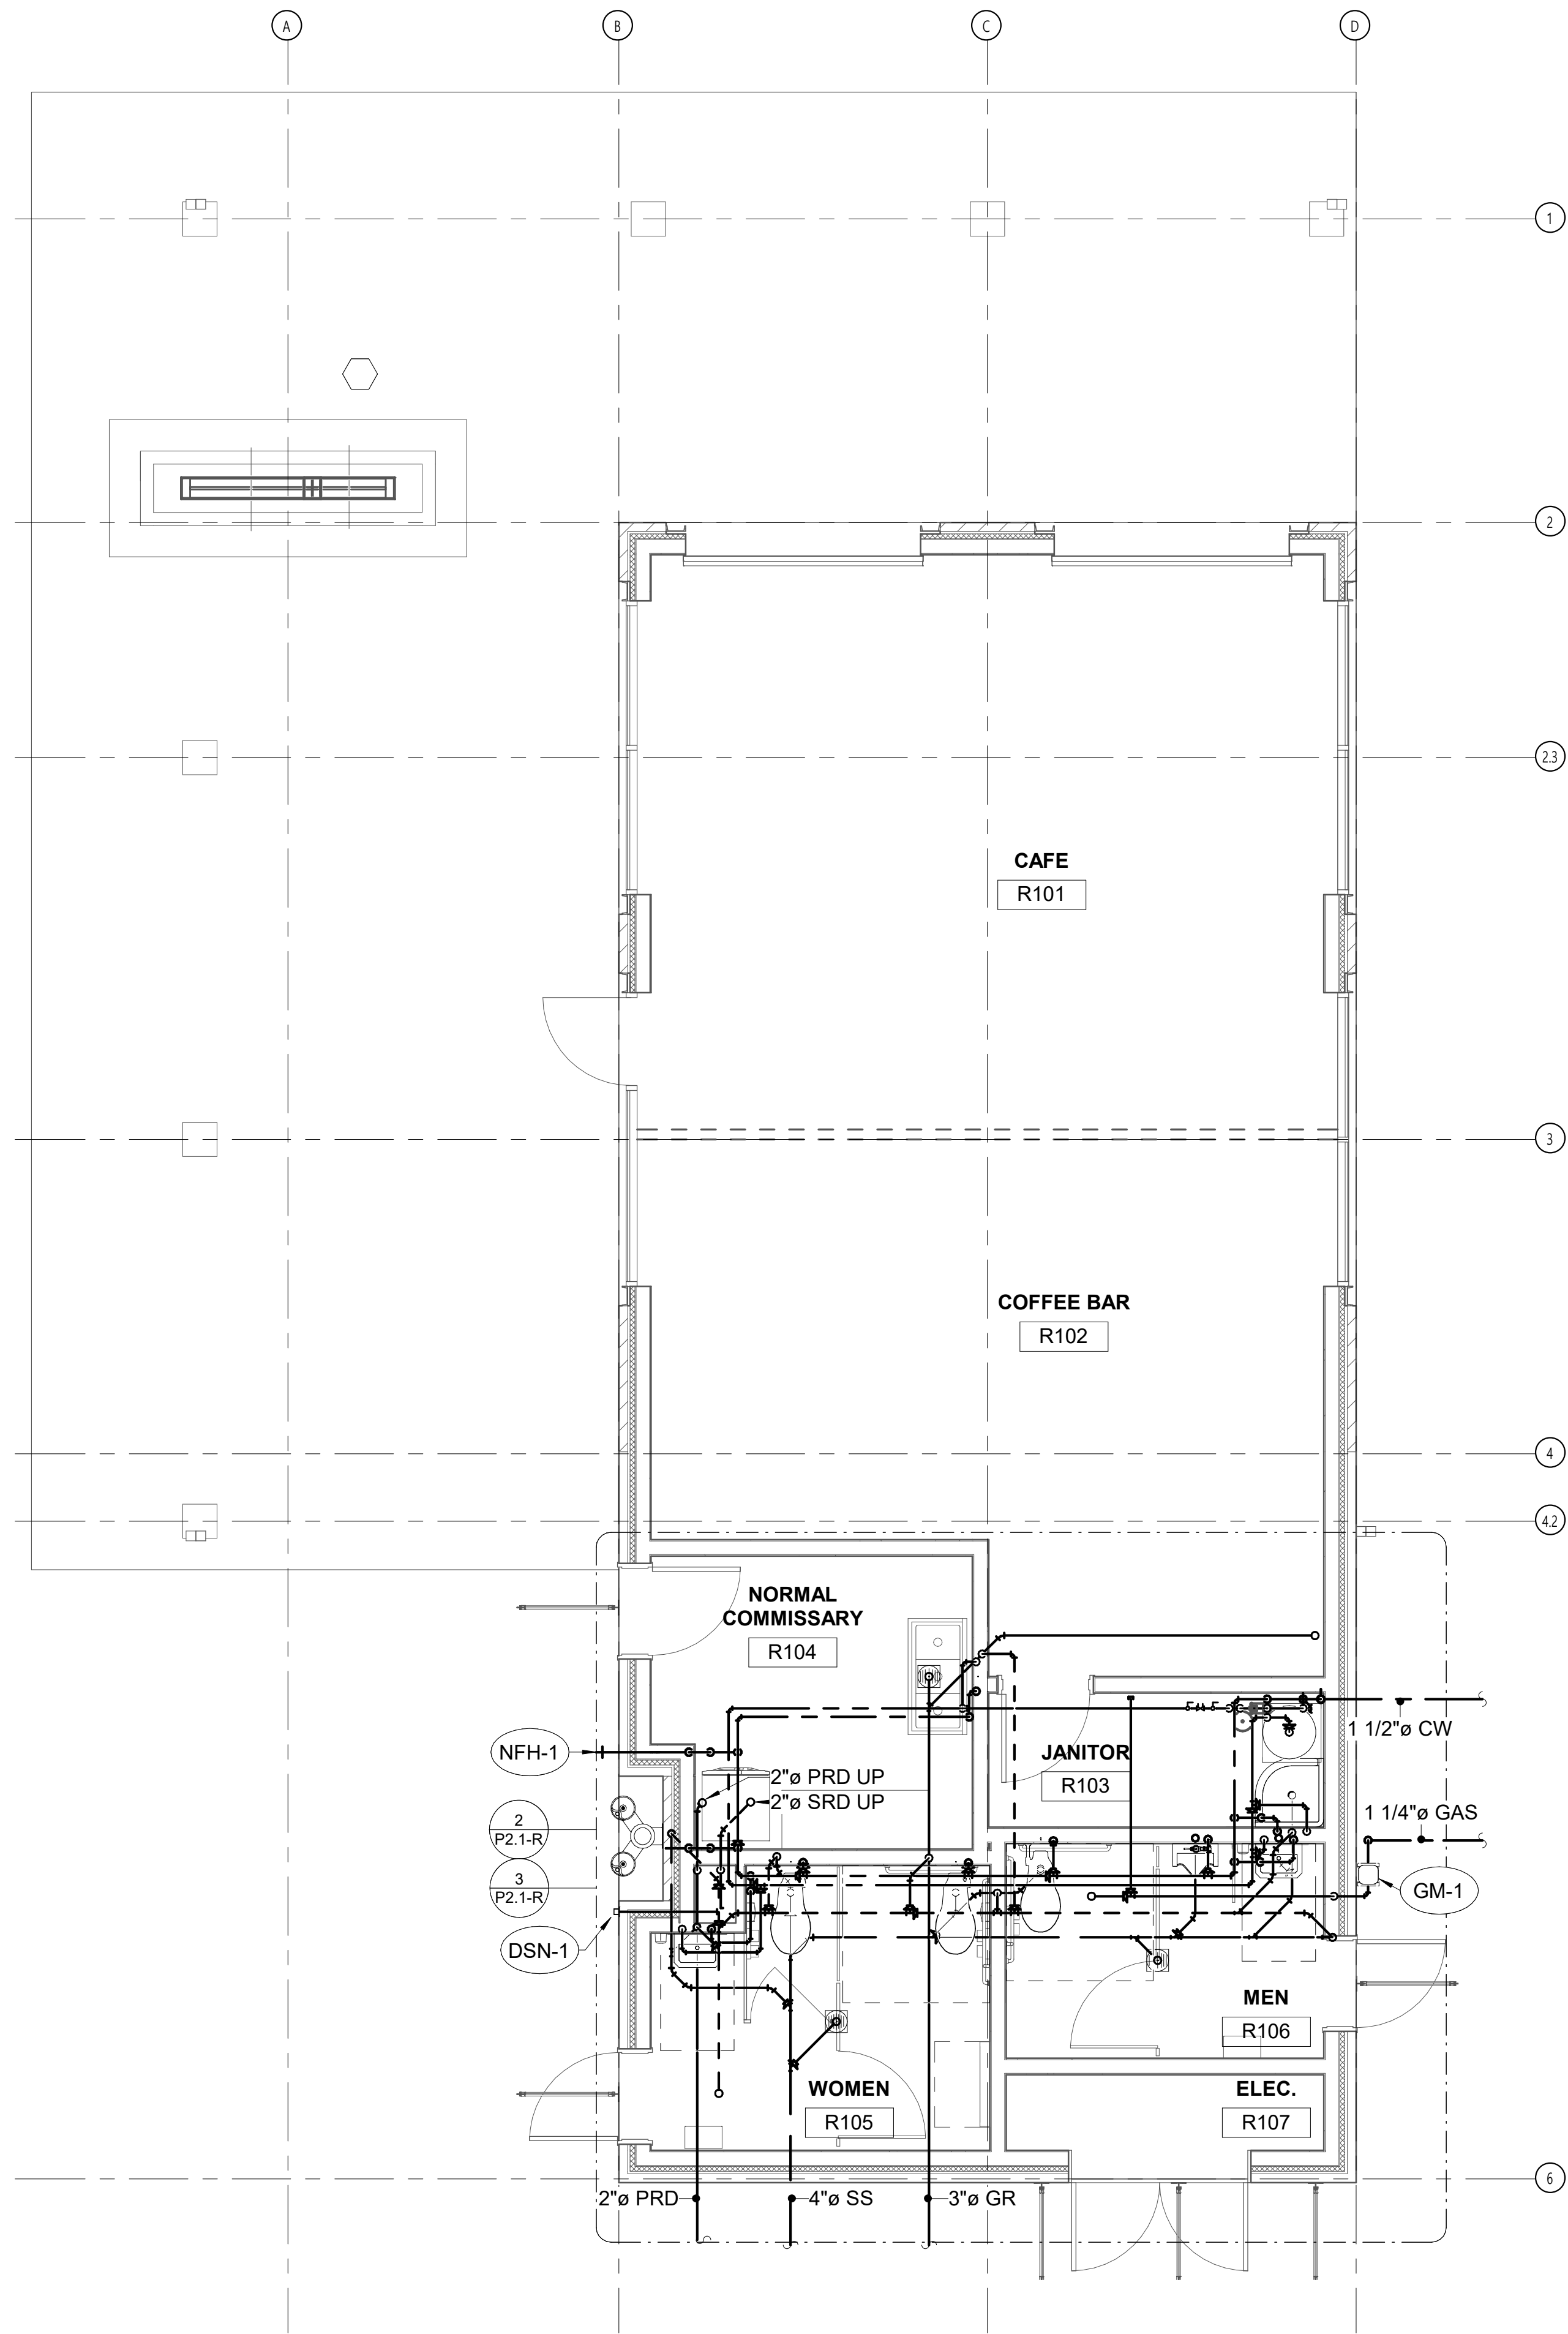 A
B
C
D
1
2
2.3
CAFE
R101
3
COFFEE BAR
R102
4
4.2
NORMAL
COMMISSARY
R104
1 1/2"ø CW
NFH-1
JANITOR
R103
2"ø PRD UP
2"ø SRD UP
1 1/4"ø GAS
2
P2.1-R
3
P2.1-R
GM-1
DSN-1
MEN
R106
WOMEN
R105
ELEC.
R107
6
2"ø PRD
4"ø SS
3"ø GR